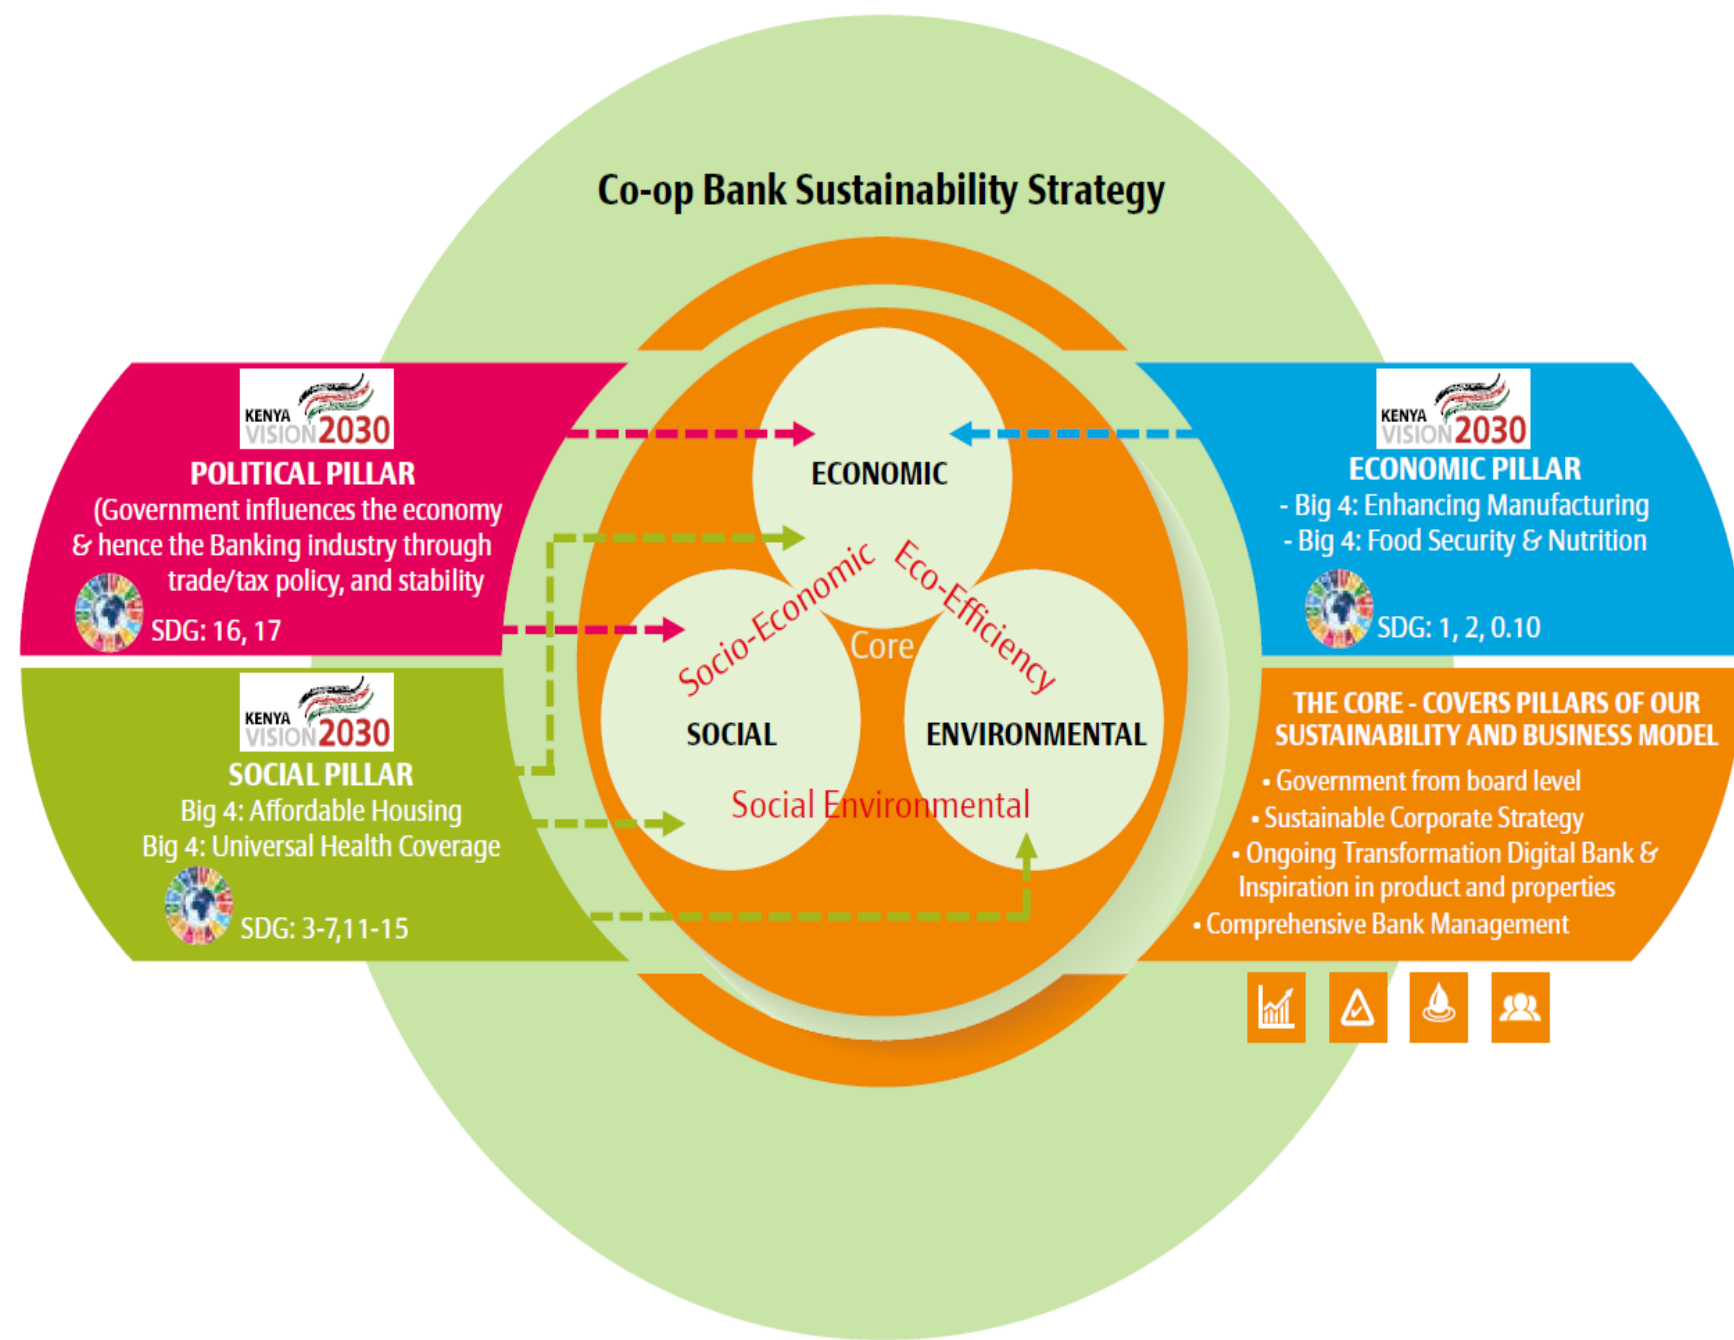 Co-op Bank Sustainability Strategy
KENYA
VISION 2030
POLITICAL PILLAR
(Government influences the economy
& hence the Banking industry through
trade/tax policy, and stability
SDG: 16, 17
KENYA
VISION 2030
SOCIAL PILLAR
Big 4: Affordable Housing
Big 4: Universal Health Coverage
SDG: 3-7,11-15
ECONOMIC
Socio-Economic
Eco-Efficiency
Core
SOCIAL
ENVIRONMENTAL
Social Environmental
KENYA
VISION 2030
ECONOMIC PILLAR
- Big 4: Enhancing Manufacturing
- Big 4: Food Security & Nutrition
SDG: 1, 2, 0.10
THE CORE - COVERS PILLARS OF OUR
SUSTAINABILITY AND BUSINESS MODEL
• Government from board level
• Sustainable Corporate Strategy
• Ongoing Transformation Digital Bank &
Inspiration in product and properties
• Comprehensive Bank Management